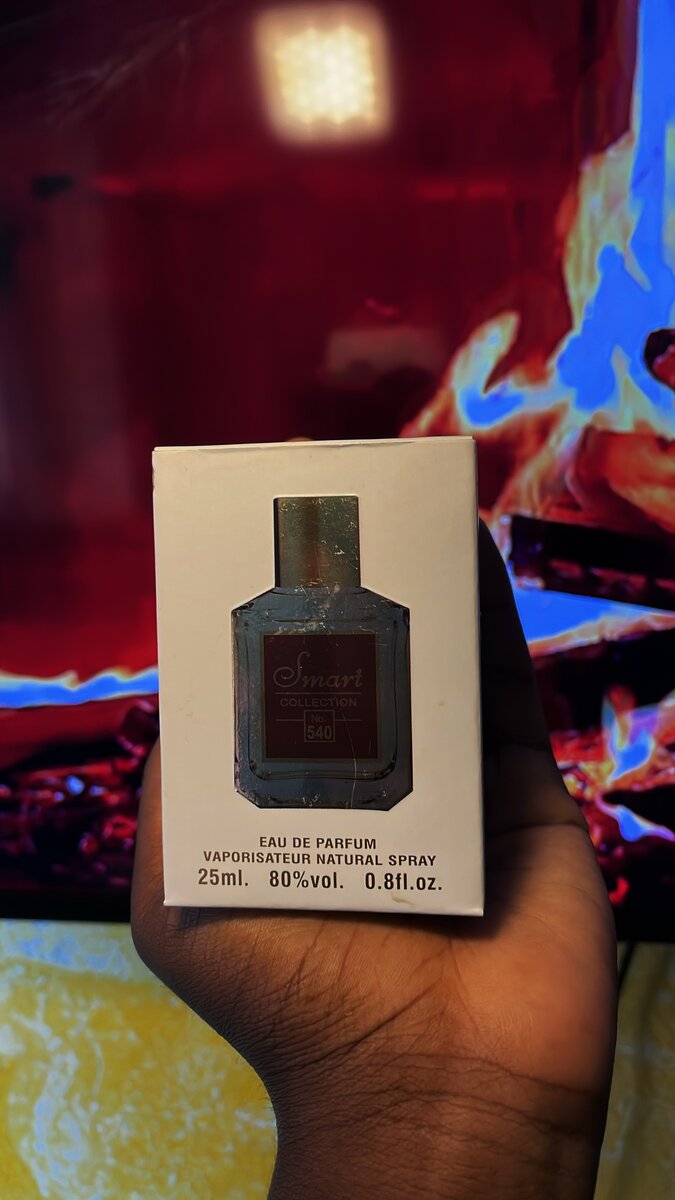 Smart
COLLECTION
No.
540
EAU DE PARFUM
VAPORISATEUR NATURAL SPRAY
25ml. 80%vol. 0.8fl.oz.